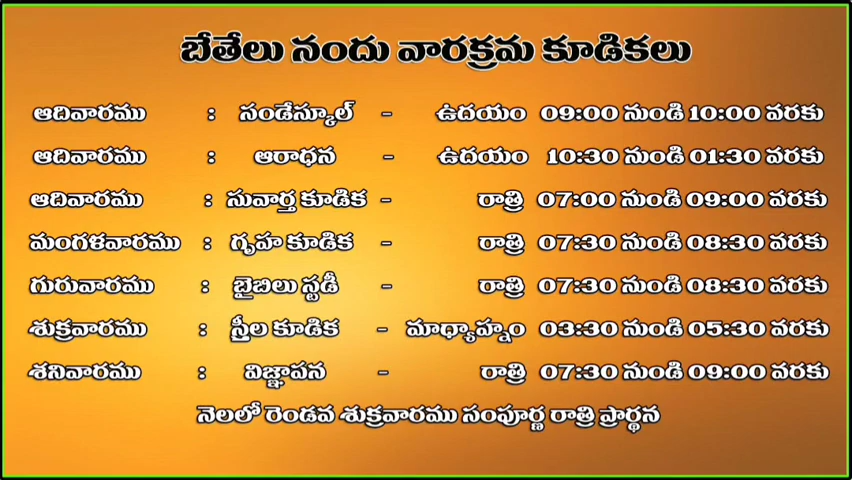 బేతేలు నందు వారక్రమ కూడికలు
ఆదివారము : సండేస్కూల్ - ఉదయం 09:00 నుండి 10:00 వరకు
ఆదివారము : ఆరాధన - ఉదయం 10:30 నుండి 01:30 వరకు
ఆదివారము : సువార్త కూడిక - రాత్రి 07:00 నుండి 09:00 వరకు
మంగళవారము : గృహ కూడిక - రాత్రి 07:30 నుండి 08:30 వరకు
గురువారము : బైబిలు స్టడీ - రాత్రి 07:30 నుండి 08:30 వరకు
శుక్రవారము : స్త్రీల కూడిక - మాధ్యాహ్నం 03:30 నుండి 05:30 వరకు
శనివారము : విజ్ఞాపన - రాత్రి 07:30 నుండి 09:00 వరకు
నెలలో రెండవ శుక్రవారము సంపూర్ణ రాత్రి ప్రార్థన